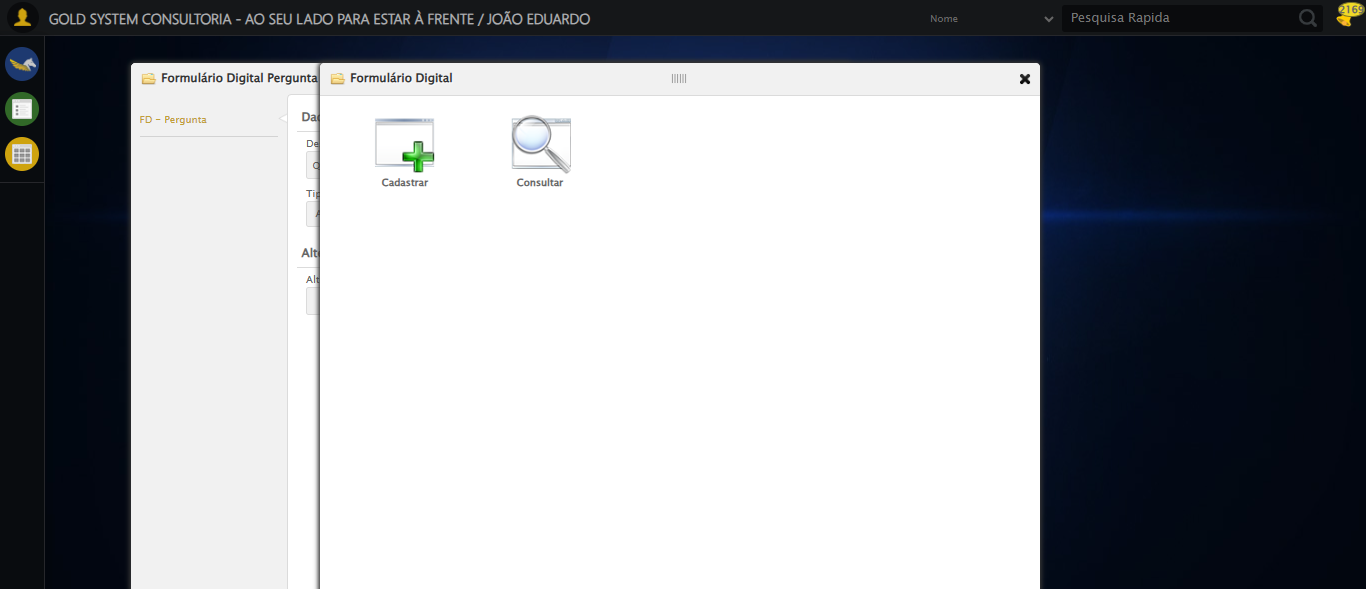 GOLD SYSTEM CONSULTORIA - AO SEU LADO PARA ESTAR À FRENTE / JOÃO EDUARDO
Nome
Pesquisa Rapida
2169
Formulário Digital Pergunta
Formulário Digital
FD - Pergunta
Cadastrar
Consultar